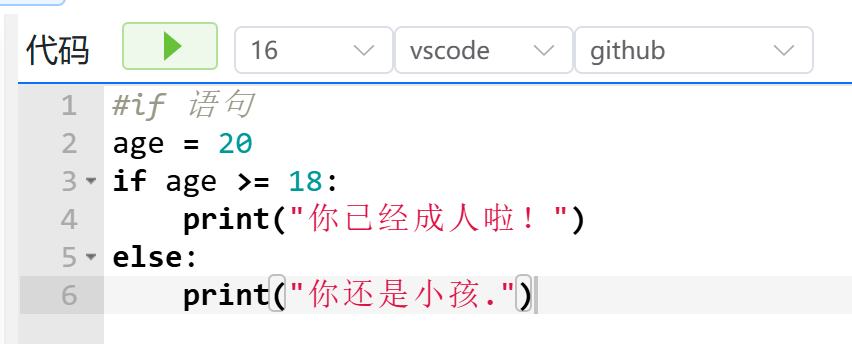 代码 16 vscode github
1 #if 语句
2 age = 20
3 if age >= 18:
4     print("你已经成人啦！")
5 else:
6     print("你还是小孩.")